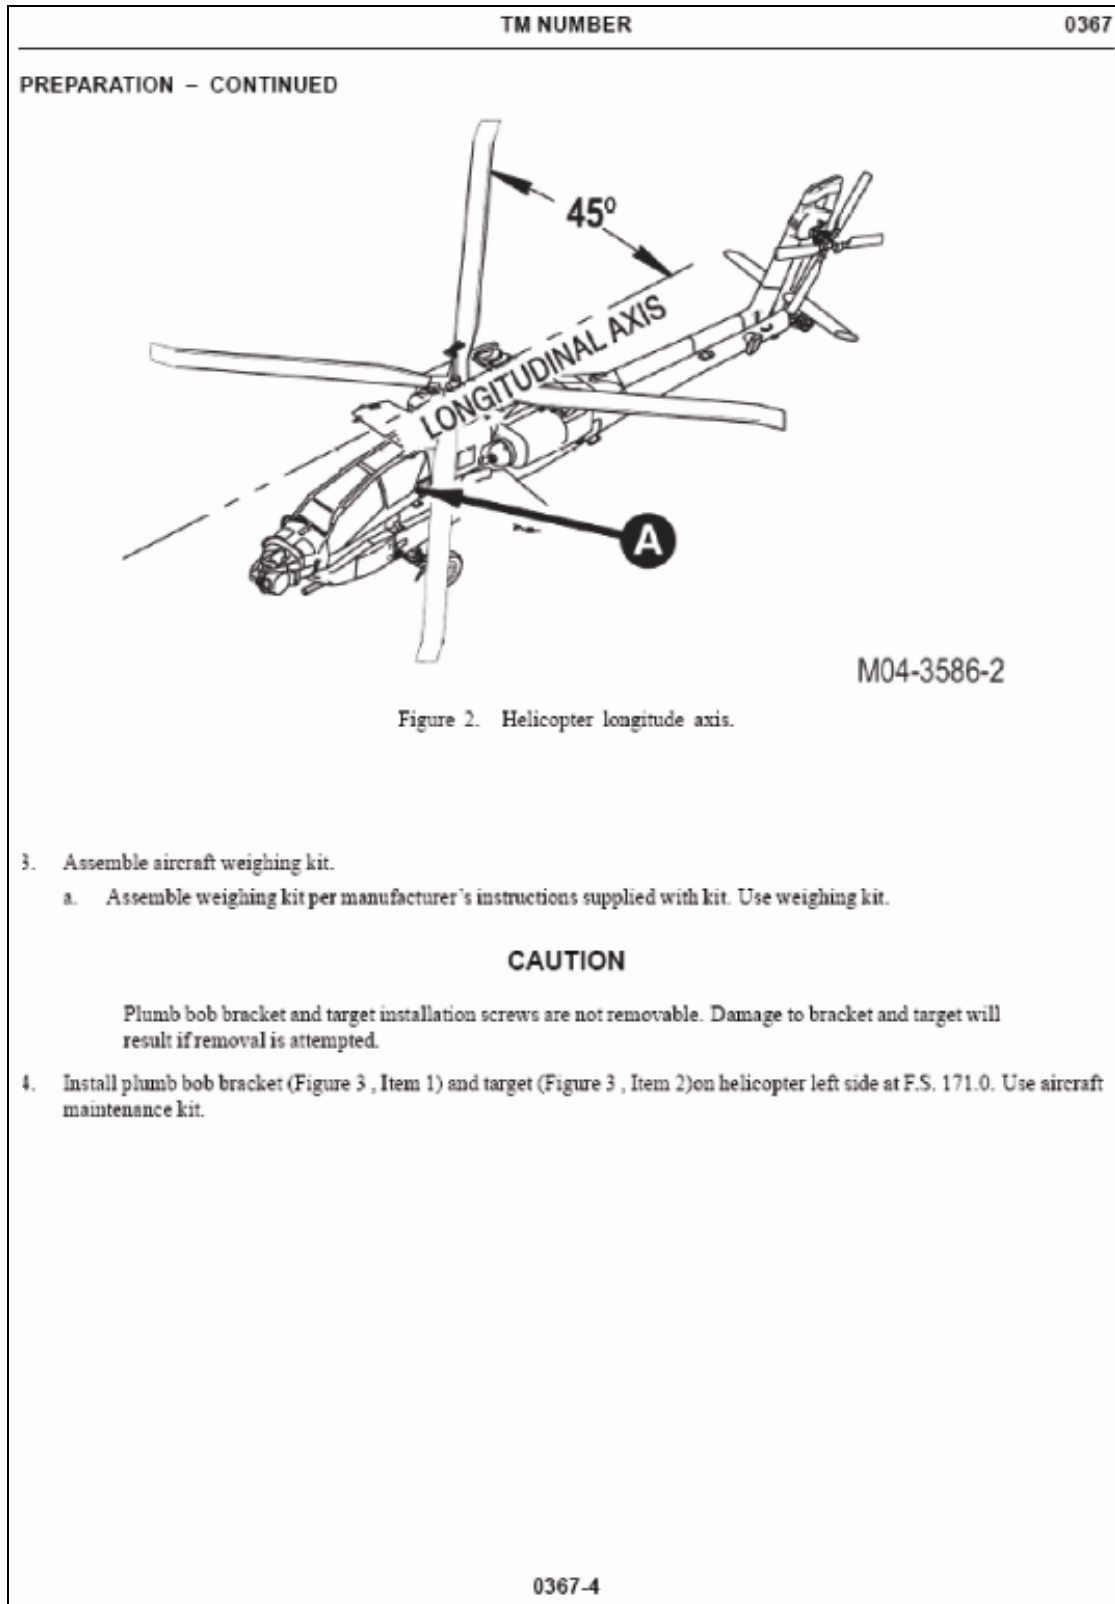 TM NUMBER 0367
PREPARATION – CONTINUED
45º
LONGITUDINAL AXIS
A
M04-3586-2
Figure 2. Helicopter longitude axis.
3. Assemble aircraft weighing kit.
a. Assemble weighing kit per manufacturer's instructions supplied with kit. Use weighing kit.
CAUTION
Plumb bob bracket and target installation screws are not removable. Damage to bracket and target will
result if removal is attempted.
4. Install plumb bob bracket (Figure 3 , Item 1) and target (Figure 3 , Item 2)on helicopter left side at F.S. 171.0. Use aircraft
maintenance kit.
0367-4